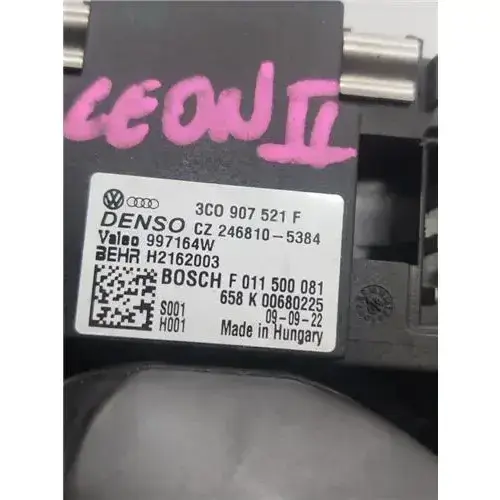 LEON II
3C0 907 521 F
DENSO CZ 246810-5384
Valeo 997164W
BEHR H2162003
BOSCH F 011 500 081
658 K 00680225
S001 09-09-22
H001 Made in Hungary